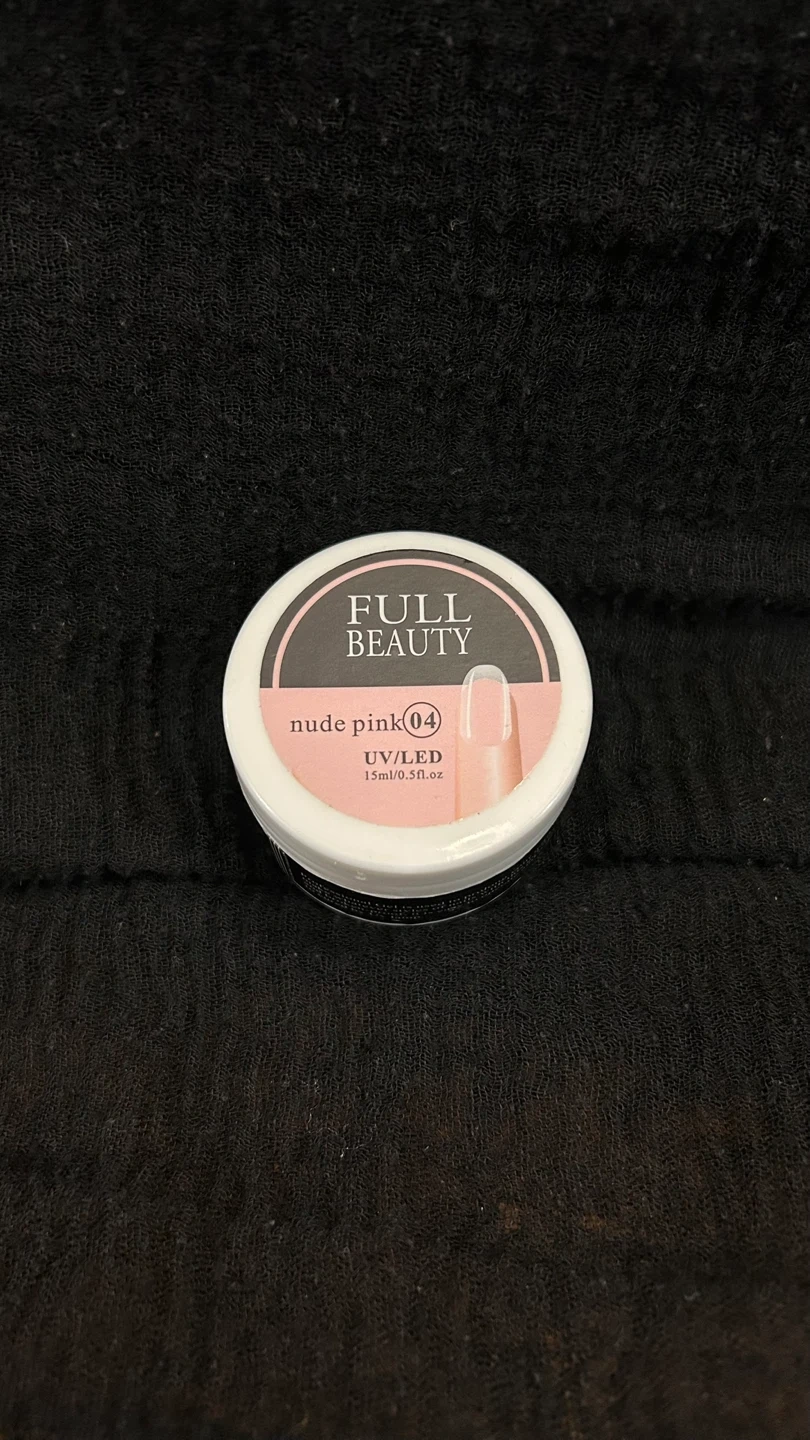 FULL
BEAUTY
nude pink 04
UV/LED
15ml/0.5fl.oz